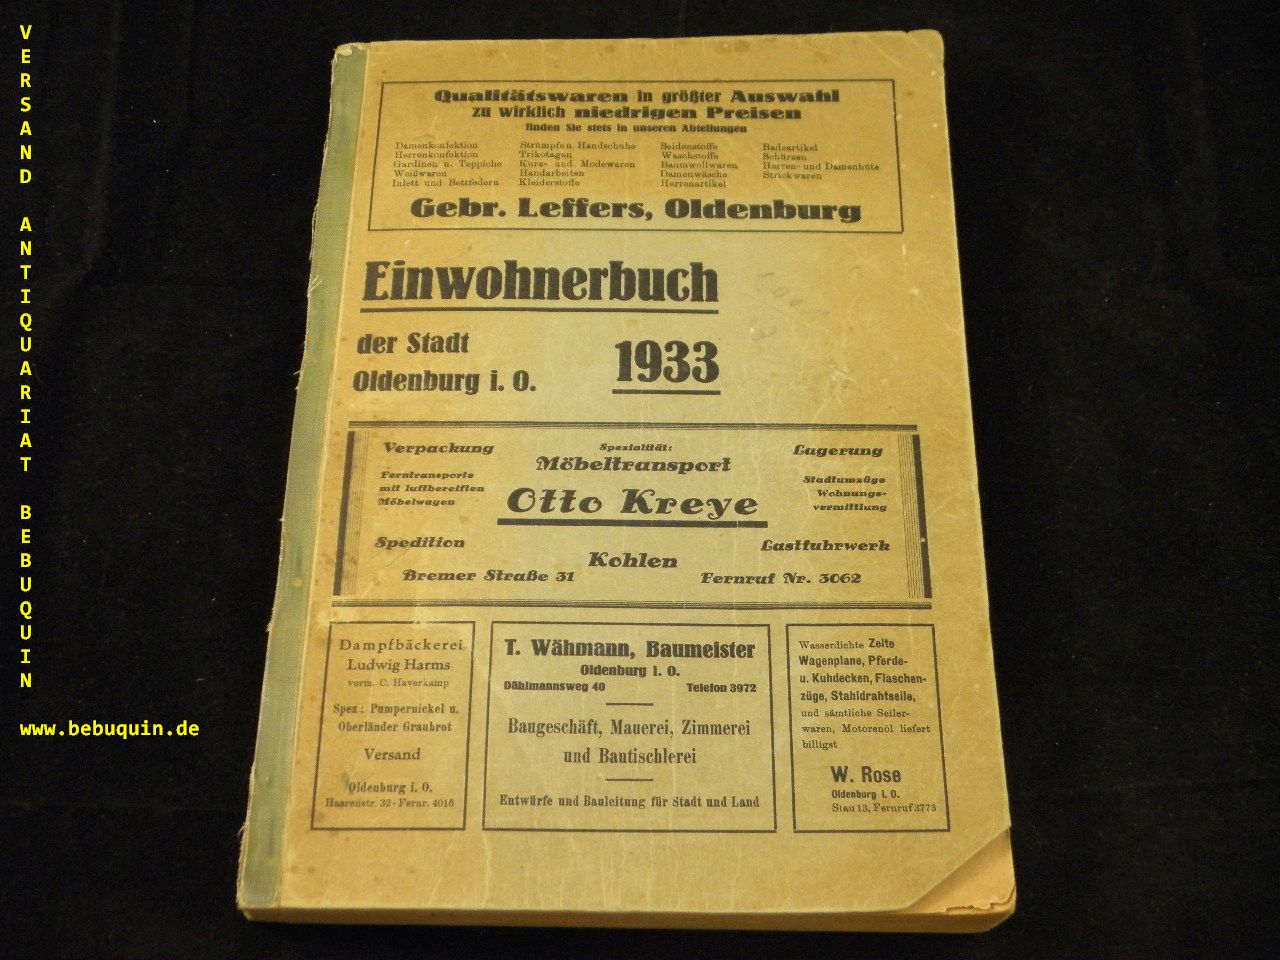 VERSAND ANTIQUARIAT BEBUQUIN
www.bebuquin.de
Qualitätswaren in größter Auswahl
zu wirklich niedrigen Preisen
finden Sie stets in unseren Abteilungen
Damenkonfektion
Herrenkonfektion
Gardinen u. Teppiche
Weißwaren
Inlett und Bettfedern
Strümpfe u. Handschuhe
Trikotagen
Kurz- und Modewaren
Handarbeiten
Kleiderstoffe
Seidenstoffe
Waschstoffe
Baumwollwaren
Damenwäsche
Herrenartikel
Badeartikel
Schürzen
Herren- und Damenhüte
Strickwaren
Gebr. Leffers, Oldenburg
Einwohnerbuch
der Stadt
Oldenburg i. O.
1933
Verpackung
Ferntransporte
mit luftbereiften
Möbelwagen
Spezialität:
Möbeltransport
Otto Kreye
Lagerung
Stadtumzüge
Wohnungs-
vermittlung
Spedition
Kohlen
Lastfuhrwerk
Bremer Straße 31
Fernruf Nr. 3062
Dampfbäckerei
Ludwig Harms
vorm. C. Haverkamp
Spez.: Pumpernickel u.
Oberländer Graubrot
Versand
Oldenburg i. O.
Haarenstr. 32 - Fernr. 4016
T. Wähmann, Baumeister
Oldenburg i. O.
Dählmannsweg 40 Telefon 3972
Baugeschäft, Mauerei, Zimmerei
und Bautischlerei
Entwürfe und Bauleitung für Stadt und Land
Wasserdichte Zelte
Wagenplane, Pferde-
u. Kuhdecken, Flaschen-
züge, Stahldrahtseile,
und sämtliche Seiler-
waren, Motorenöl liefert
billigst
W. Rose
Oldenburg i. O.
Stau 13, Fernruf 3773